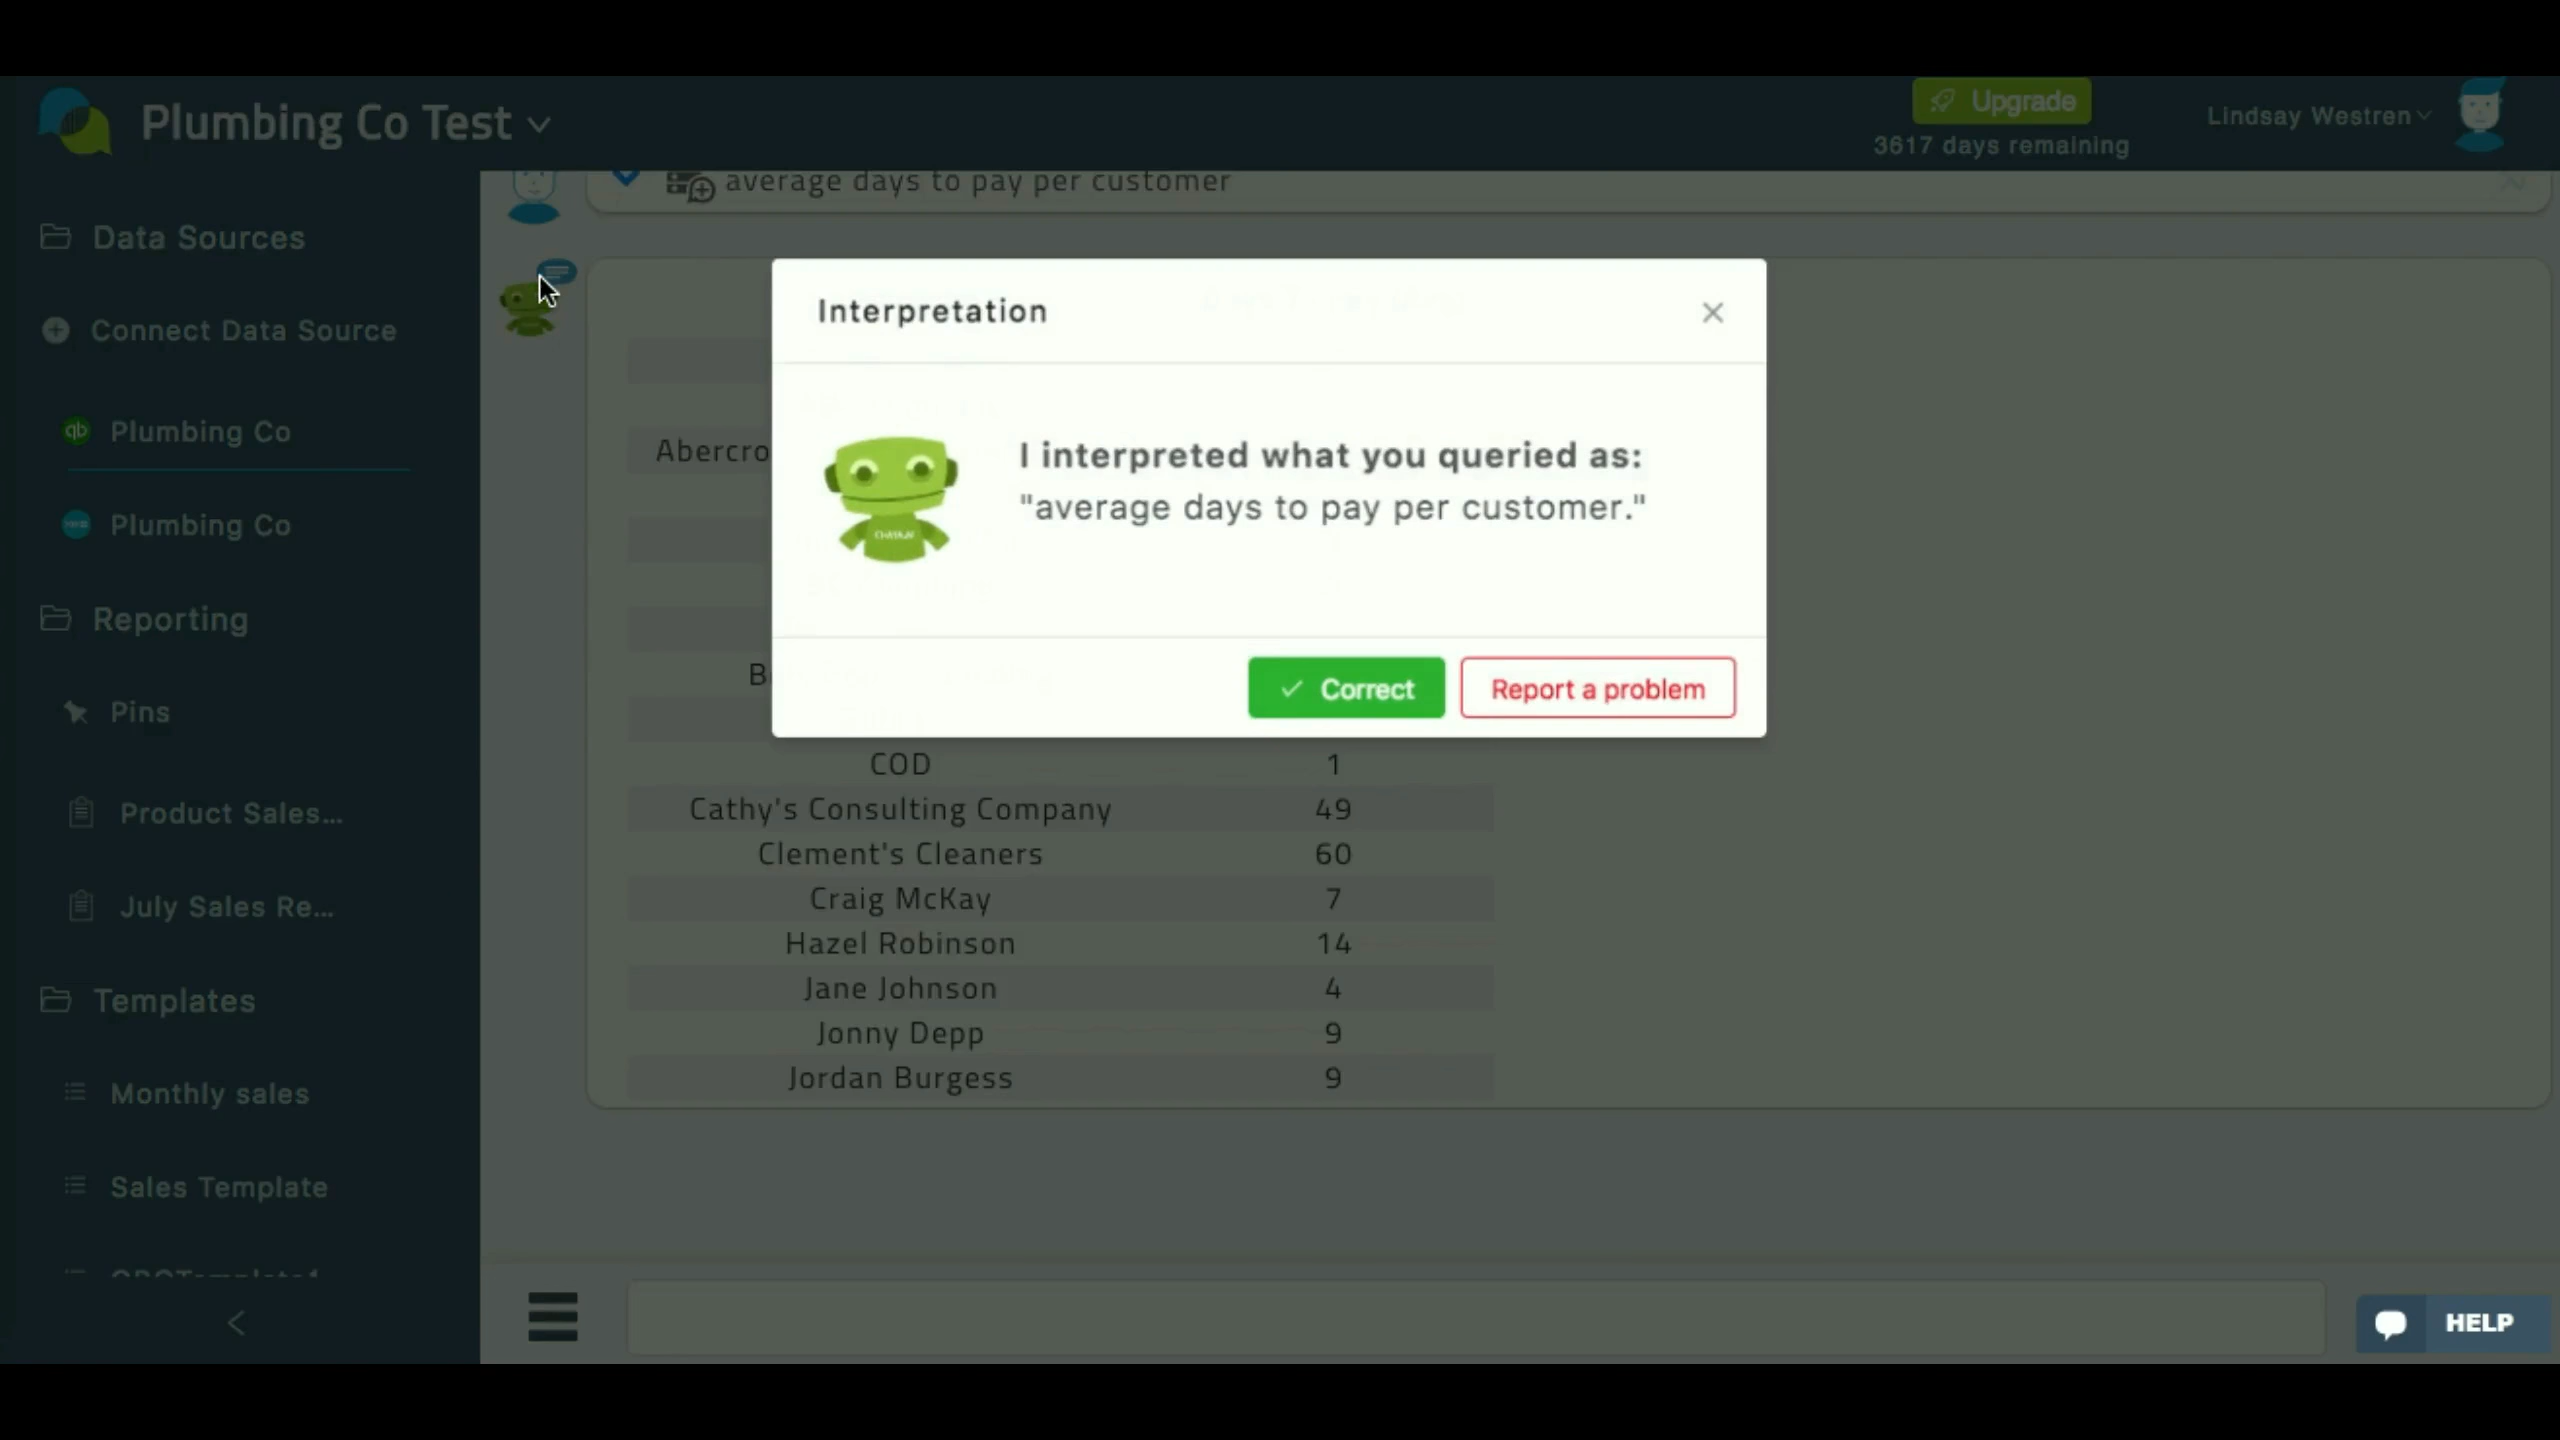 Plumbing Co Test
Upgrade
3617 days remaining
Lindsay Westren
Data Sources
Connect Data Source
qb Plumbing Co
Plumbing Co
Reporting
Pins
Product Sales...
July Sales Re...
Templates
Monthly sales
Sales Template
average days to pay per customer
Interpretation
I interpreted what you queried as:
"average days to pay per customer."
Correct
Report a problem
Abercro
B
COD 1
Cathy's Consulting Company 49
Clement's Cleaners 60
Craig McKay 7
Hazel Robinson 14
Jane Johnson 4
Jonny Depp 9
Jordan Burgess 9
HELP